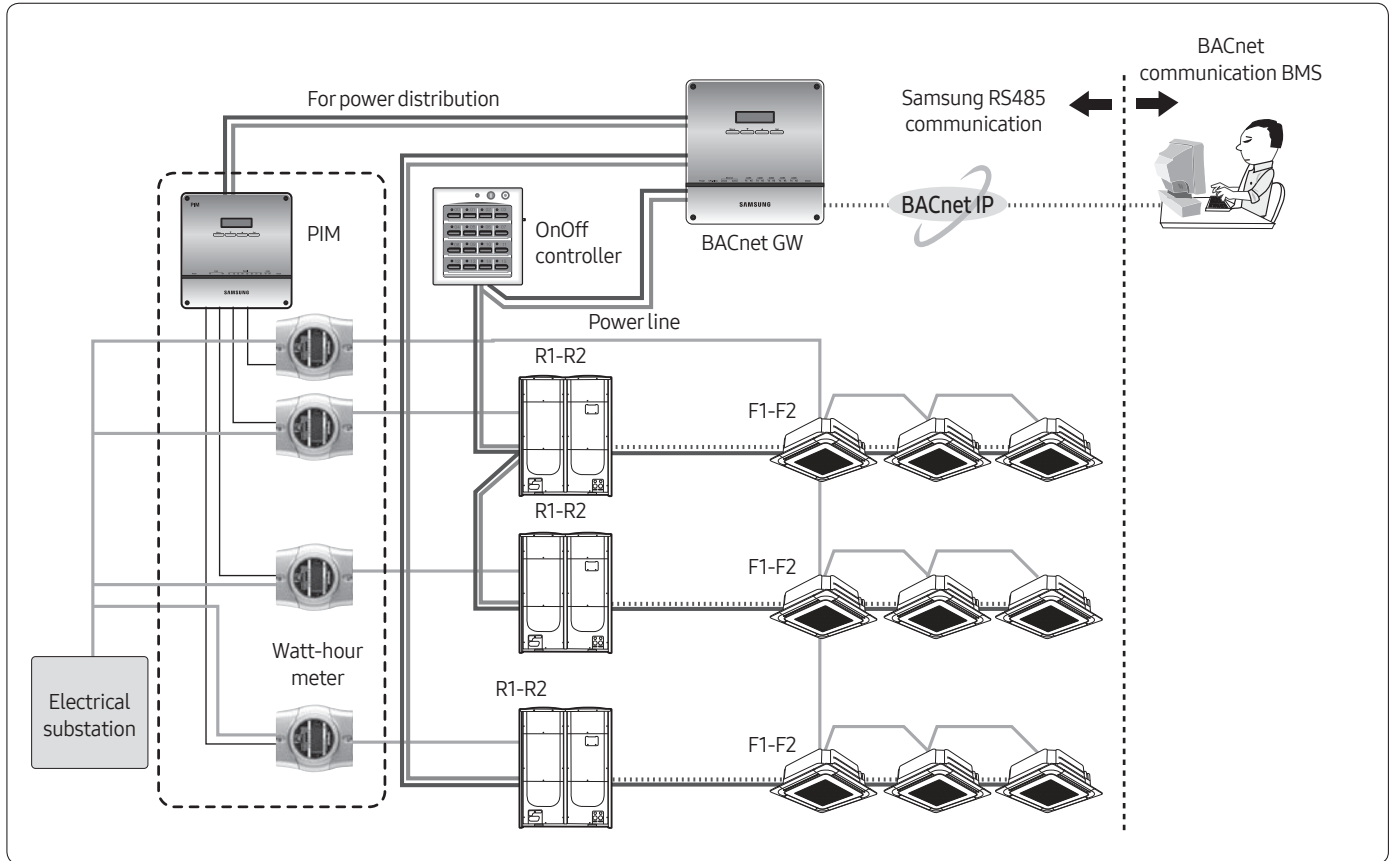 BACnet
communication BMS
For power distribution
Samsung RS485
communication
PIM
PIM
SAMSUNG
OnOff
controller
SAMSUNG
BACnet GW
BACnet IP
Power line
R1-R2
F1-F2
R1-R2
F1-F2
Watt-hour
meter
Electrical
substation
R1-R2
F1-F2